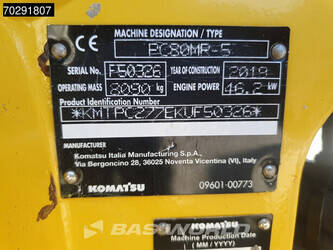 70291807
CE
MACHINE DESIGNATION / TYPE
PC80MR-5
SERIAL No. F50326 YEAR OF CONSTRUCTION 2019
OPERATING MASS 8090 kg ENGINE POWER 46,2 kW
Product Identification Number
*KMTPC277EKVF50326*
MANUFACTURER
Komatsu Italia Manufacturing S.p.A.
Via Bergoncino 28, 36025 Noventa Vicentina (VI), Italy
KOMATSU
09601-00773
KOMATSU
Machine Production Date
( MM / YYYY )